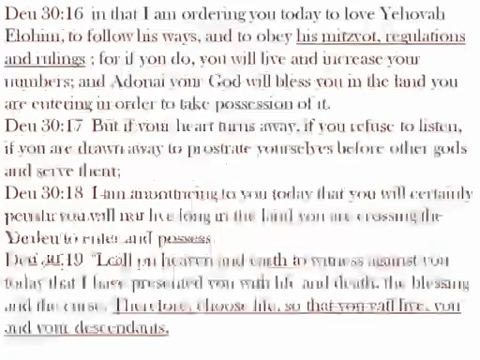 Deu 30:16 in that I am ordering you today to love Yehovah
Elohim, to follow his ways, and to obey his mitzvot, regulations
and rulings ; for if you do, you will live and increase your
numbers; and Adonai your God will bless you in the land you
are entering in order to take possession of it.
Deu 30:17 But if your heart turns away, if you refuse to listen,
if you are drawn away to prostrate yourselves before other gods
and serve them;
Deu 30:18 I am announcing to you today that you will certainly
perish; you will not live long in the land you are crossing the
to enter and possess
Deu 30:19 "I call on heaven and earth to witness against you
today that I have presented you with life and death, the blessing
and the curse. Therefore, choose life, so that you will live, you
and your descendants,